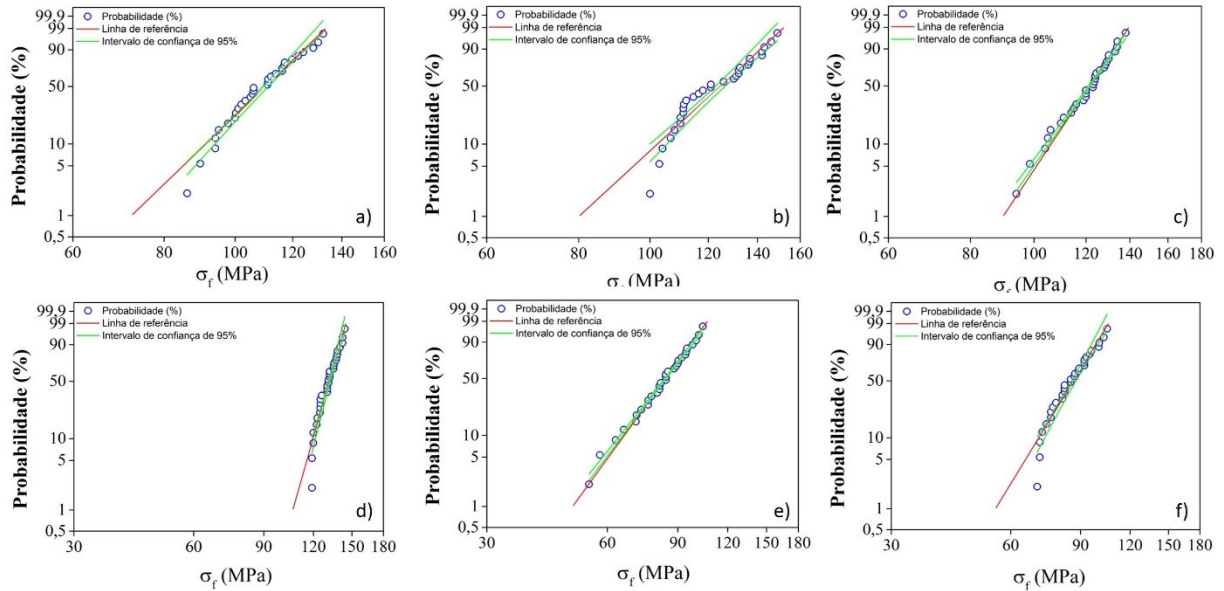 Probabilidade (%)
99.9
99
90
50
10
5
1
0,5
Probabilidade (%)
Linha de referência
Intervalo de confiança de 95%
a)
60
80
100
120
140
160
σf (MPa)
Probabilidade (%)
99.9
99
90
50
10
5
1
0,5
Probabilidade (%)
Linha de referência
Intervalo de confiança de 95%
b)
60
80
100
120
140
160
(MPa)
Probabilidade (%)
99.9
99
90
50
10
5
1
0,5
Probabilidade (%)
Linha de referência
Intervalo de confiança de 95%
c)
60
80
100
120
140
160
180
(MPa)
Probabilidade (%)
99.9
99
90
50
10
5
1
0,5
Probabilidade (%)
Linha de referência
Intervalo de confiança de 95%
d)
30
60
90
120
150
180
σf (MPa)
Probabilidade (%)
99.9
99
90
50
10
5
1
0,5
Probabilidade (%)
Linha de referência
Intervalo de confiança de 95%
e)
30
60
90
120
150
180
σf (MPa)
Probabilidade (%)
99.9
99
90
50
10
5
1
0,5
Probabilidade (%)
Linha de referência
Intervalo de confiança de 95%
f)
30
60
90
120
150
180
σf (MPa)